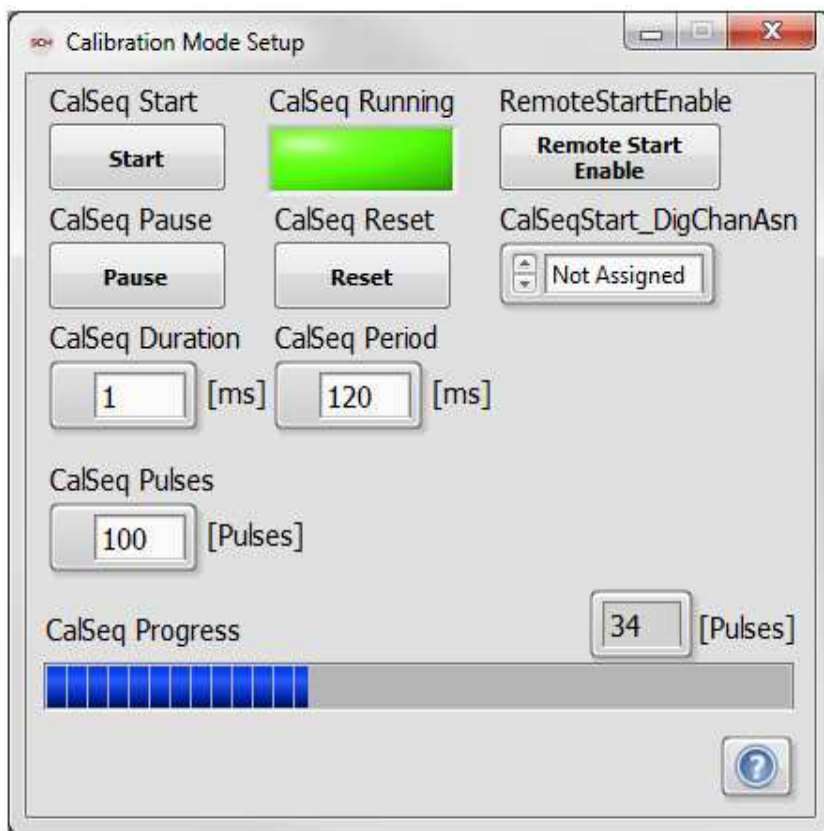 SCM Calibration Mode Setup
CalSeq Start CalSeq Running RemoteStartEnable
Start Remote Start
Enable
CalSeq Pause CalSeq Reset CalSeqStart_DigChanAsn
Pause Reset Not Assigned
CalSeq Duration CalSeq Period
1 [ms] 120 [ms]
CalSeq Pulses
100 [Pulses]
CalSeq Progress 34 [Pulses]
?